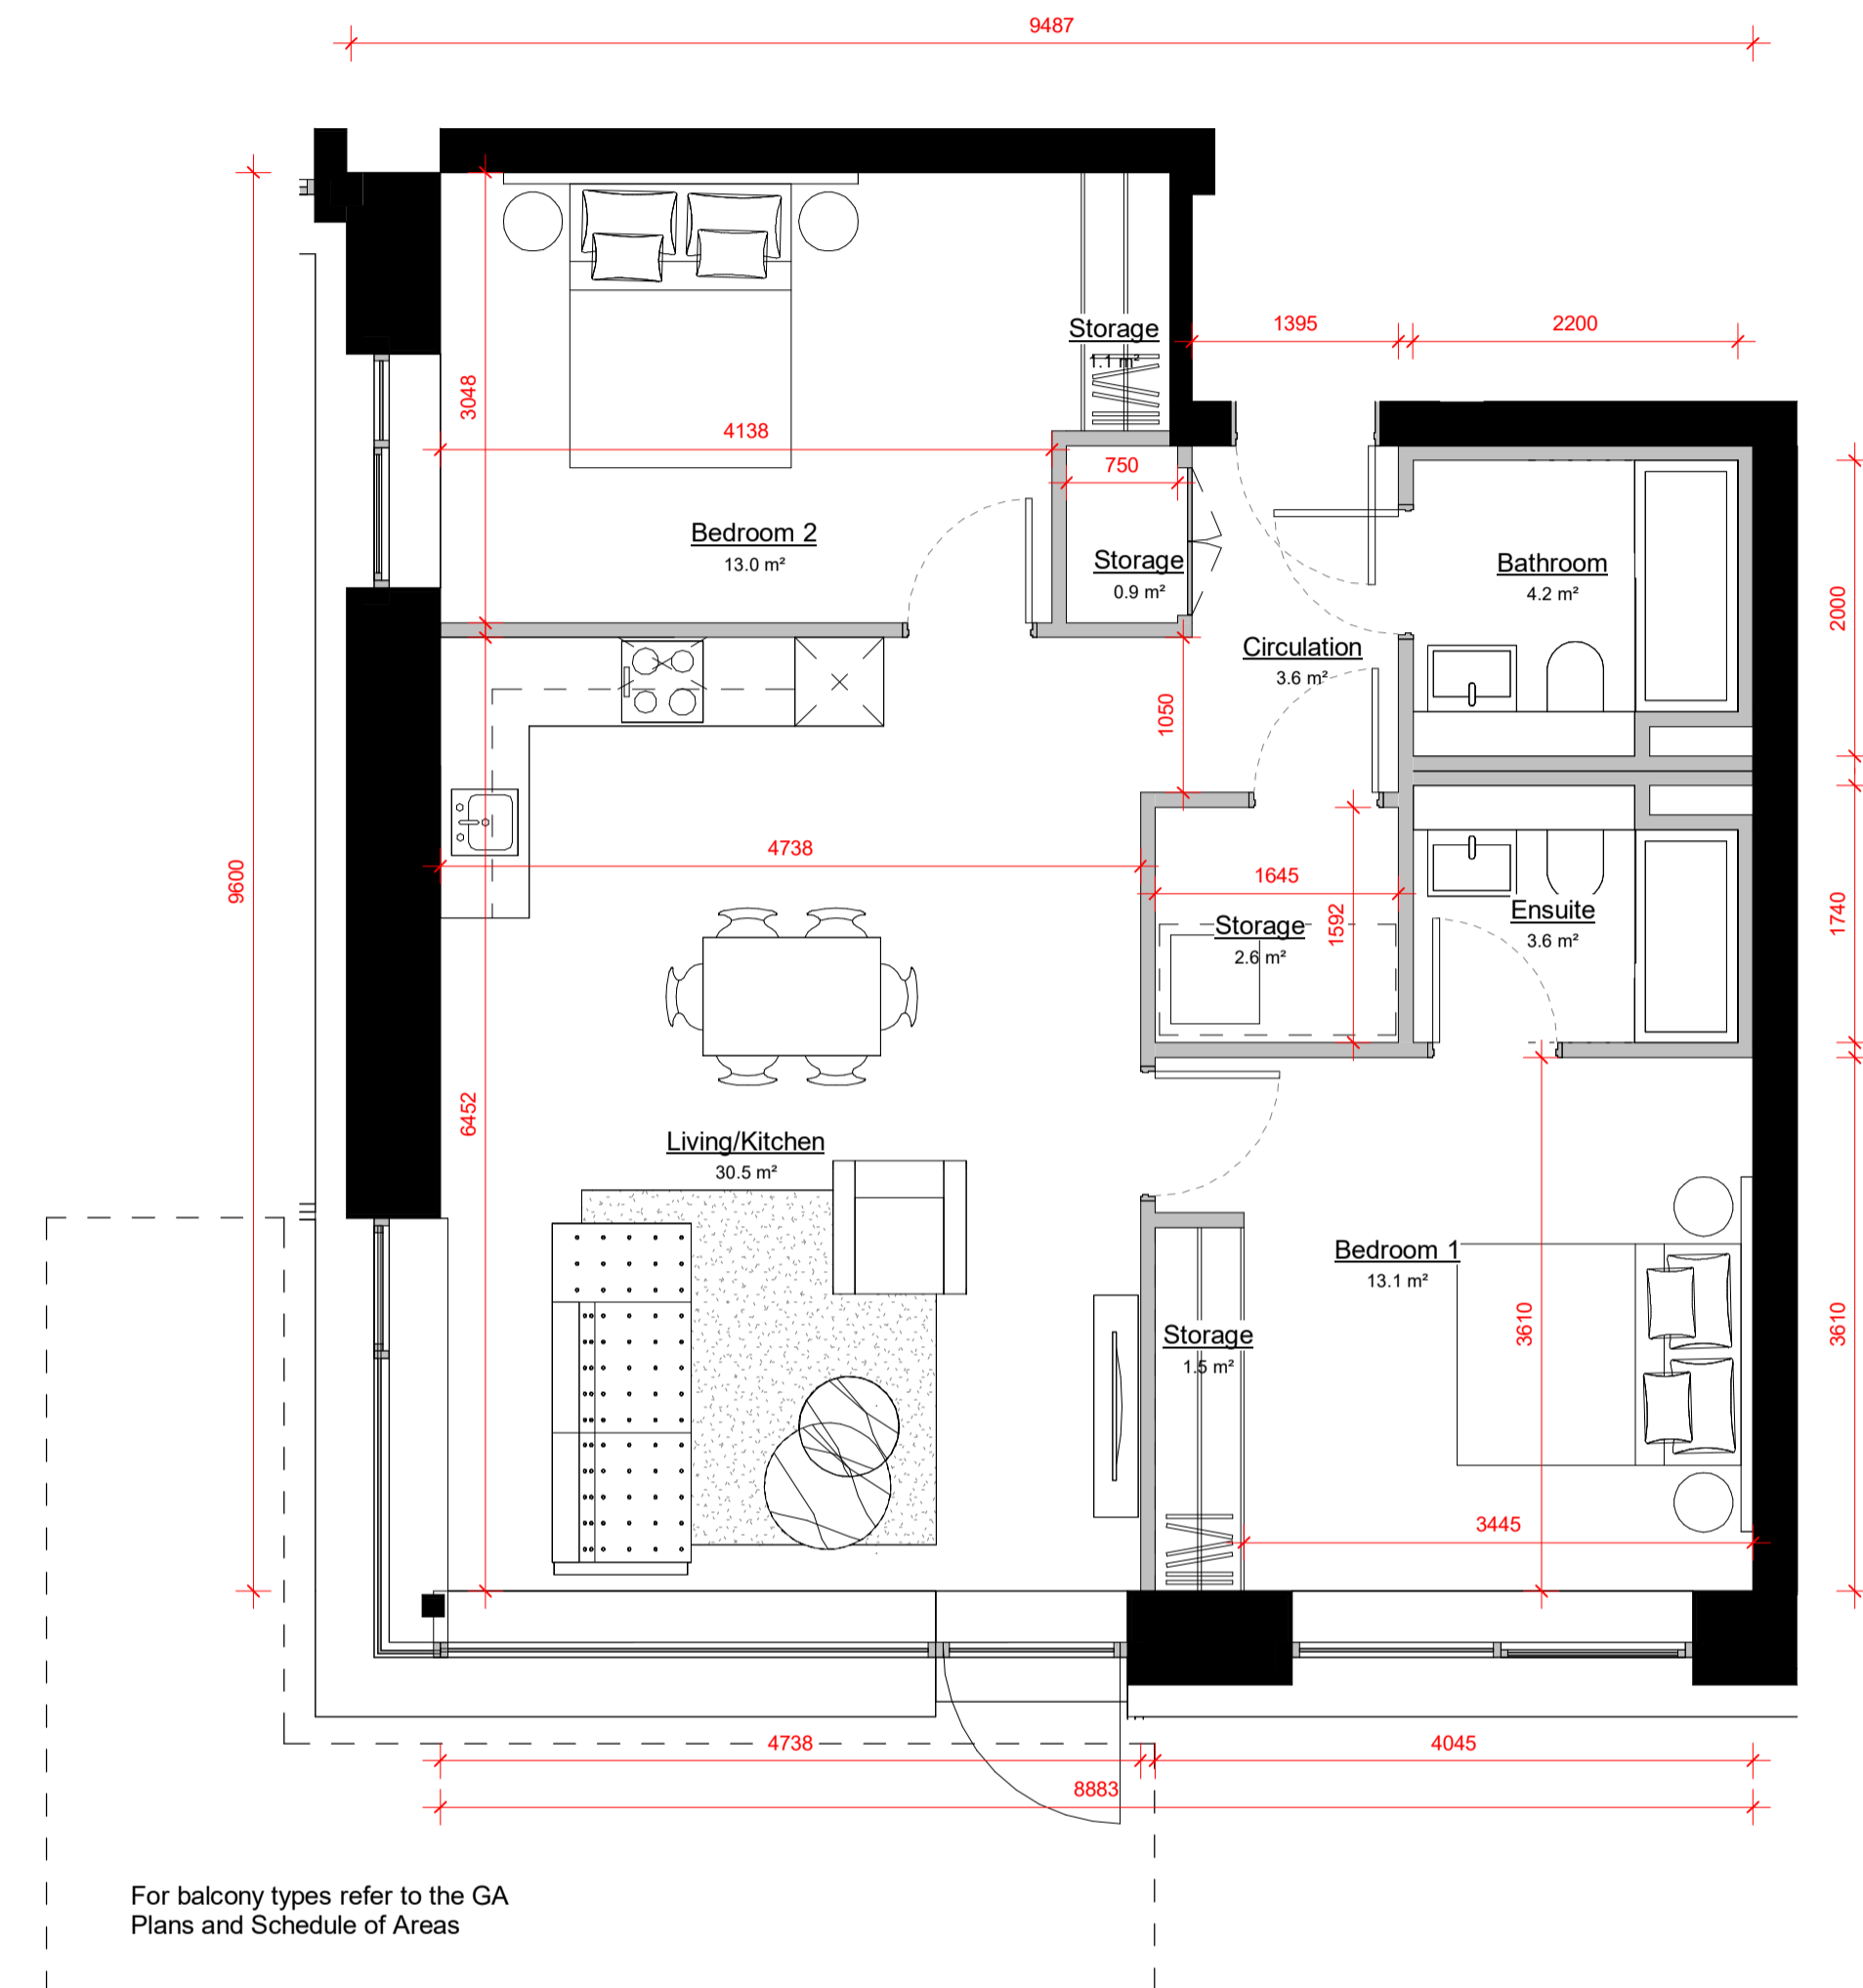 9487
1395
2200
Storage
1.1 m²
3048
4138
750
Bedroom 2
13.0 m²
Storage
0.9 m²
Bathroom
4.2 m²
2000
Circulation
3.6 m²
1050
4738
9600
1645
1592
Storage
2.6 m²
Ensuite
3.6 m²
1740
6452
Living/Kitchen
30.5 m²
Bedroom 1
13.1 m²
Storage
1.5 m²
3610
3610
3445
4738
4045
8883
For balcony types refer to the GA
Plans and Schedule of Areas